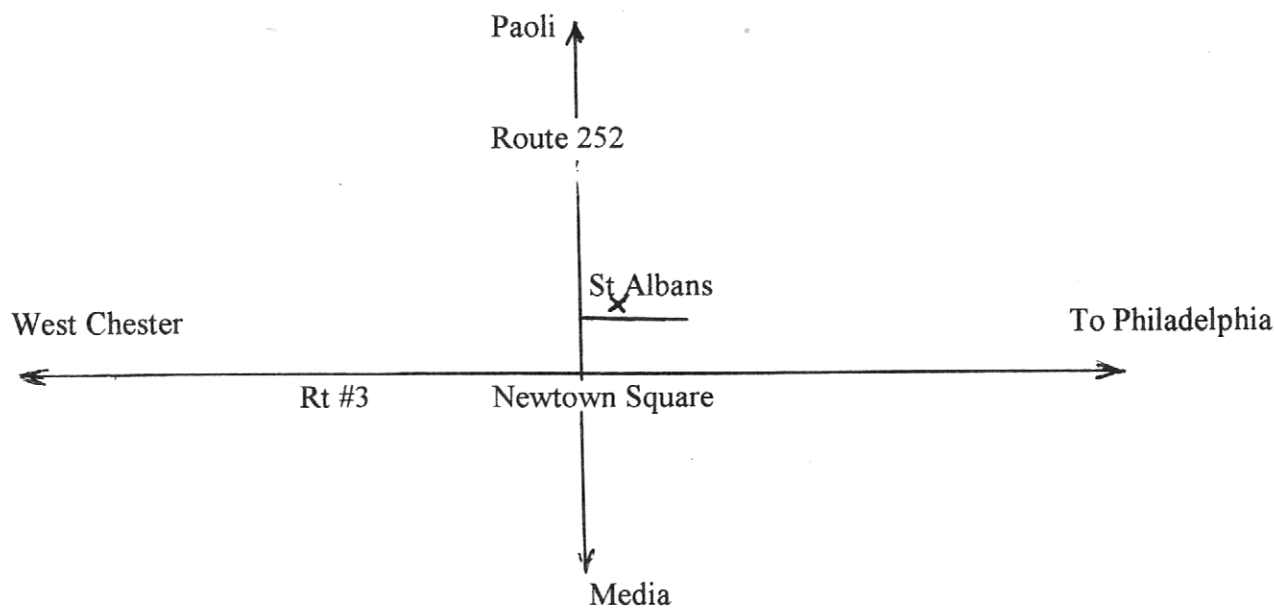 Paoli
Route 252
St Albans
West Chester
To Philadelphia
Rt #3
Newtown Square
Media